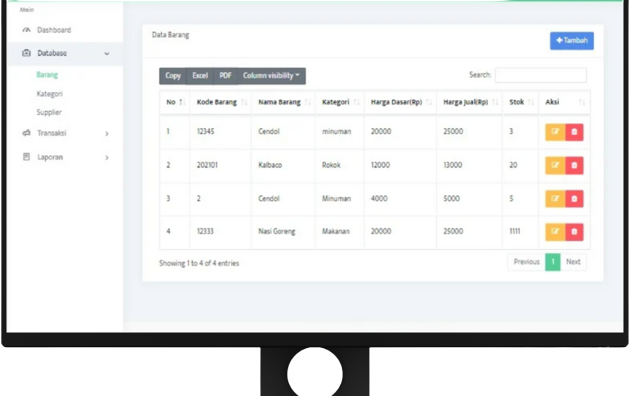 Main
Dashboard
Database
Barang
Kategori
Supplier
Transaksi
Laporan
Data Barang
+Tambah
Copy Excel PDF Column visibility
Search:
No Kode Barang Nama Barang Kategori Harga Dasar(Rp) Harga Jual(Rp) Stok Aksi
1 12345 Cendol minuman 20000 25000 3
2 202101 Kalbaco Rokok 12000 13000 20
3 2 Cendol Minuman 4000 5000 5
4 12333 Nasi Goreng Makanan 20000 25000 1111
Showing 1 to 4 of 4 entries
Previous 1 Next